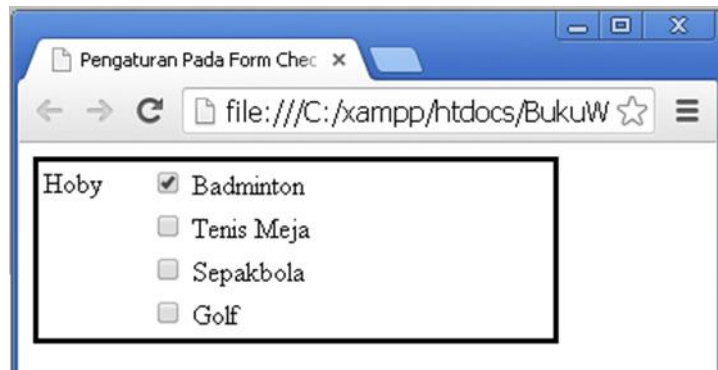 Pengaturan Pada Form Chec
file:///C:/xampp/htdocs/BukuW
Hoby Badminton
Tenis Meja
Sepakbola
Golf